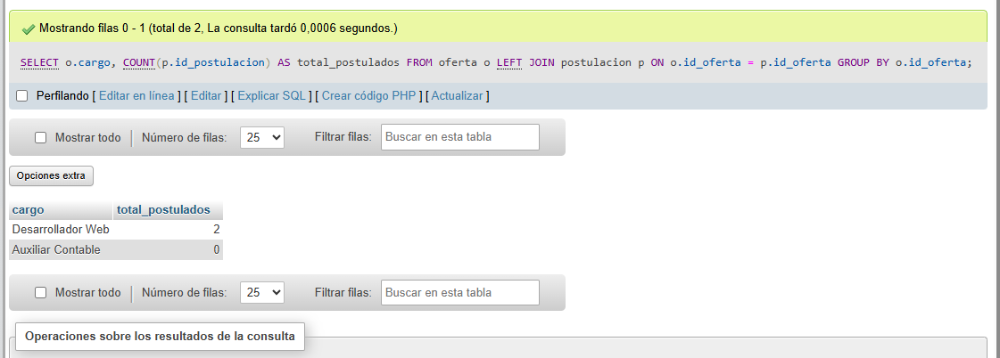 Mostrando filas 0 - 1 (total de 2, La consulta tardó 0,0006 segundos.)
SELECT o.cargo, COUNT(p.id_postulacion) AS total_postulados FROM oferta o LEFT JOIN postulacion p ON o.id_oferta = p.id_oferta GROUP BY o.id_oferta;
Perfilando [ Editar en línea ] [ Editar ] [ Explicar SQL ] [ Crear código PHP ] [ Actualizar ]
Mostrar todo | Número de filas: 25 Filtrar filas: Buscar en esta tabla
Opciones extra
cargo total_postulados
Desarrollador Web 2
Auxiliar Contable 0
Mostrar todo | Número de filas: 25 Filtrar filas: Buscar en esta tabla
Operaciones sobre los resultados de la consulta